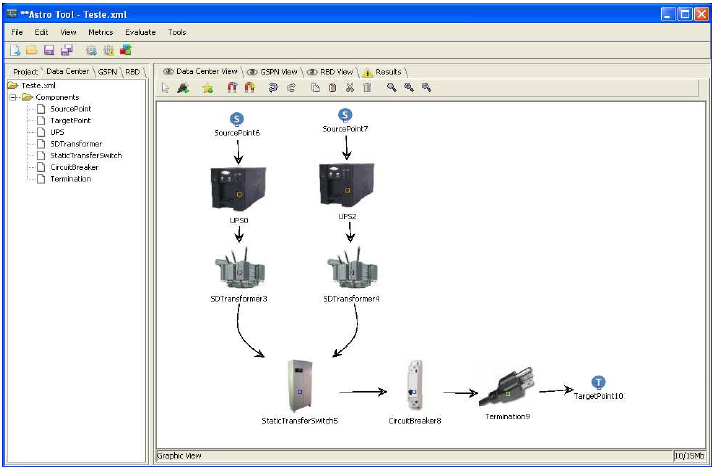 **Astro Tool - Teste.xml
File Edit View Metrics Evaluate Tools
Project Data Center GSPN RBD
Teste.xml
Components
SourcePoint
TargetPoint
UPS
SDTransformer
StaticTransferSwitch
CircuitBreaker
Termination
Data Center View GSPN View RBD View Results
S S
SourcePoint6 SourcePoint7
UPS0 UPS2
SDTransformer3 SDTransformer4
T
StaticTransferSwitch5 CircuitBreaker8 Termination9 TargetPoint10
Graphic View 10/15Mb